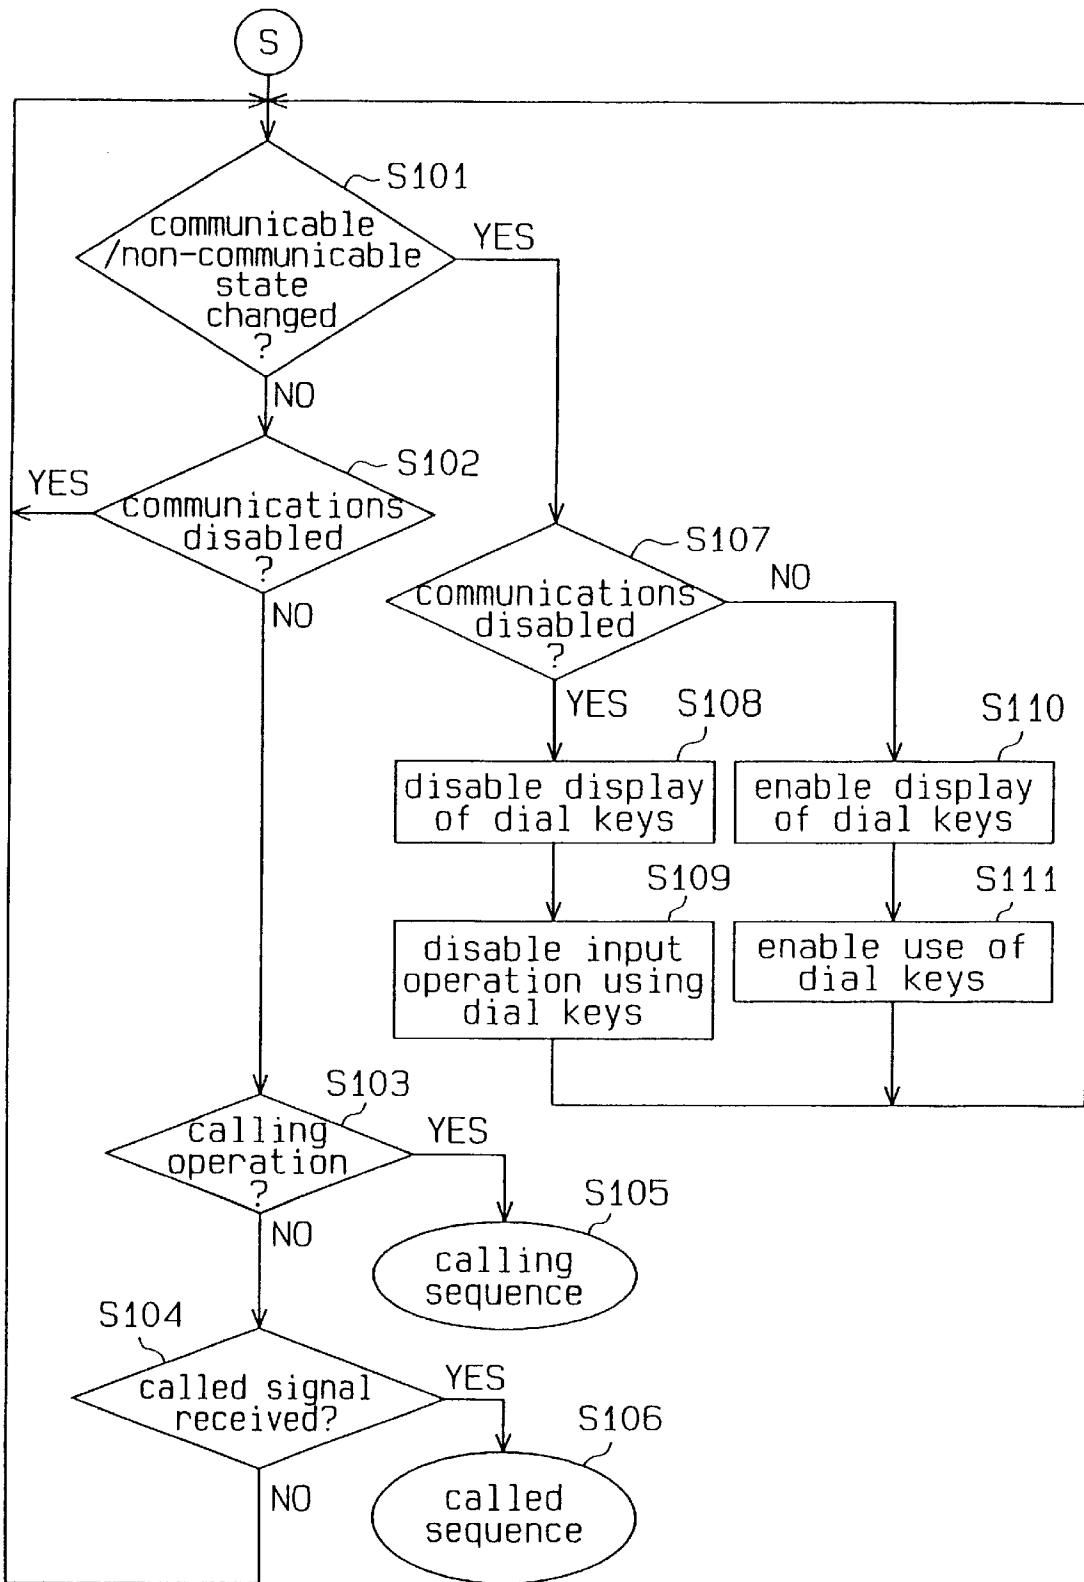 S
S101
communicable
/non-communicable
state
changed
?
YES
NO
S102
YES
communications
disabled
?
NO
S107
communications
disabled
?
NO
YES
S108
disable display
of dial keys
S110
enable display
of dial keys
S109
disable input
operation using
dial keys
S111
enable use of
dial keys
S103
calling
operation
?
YES
NO
S105
calling
sequence
S104
called signal
received?
YES
NO
S106
called
sequence